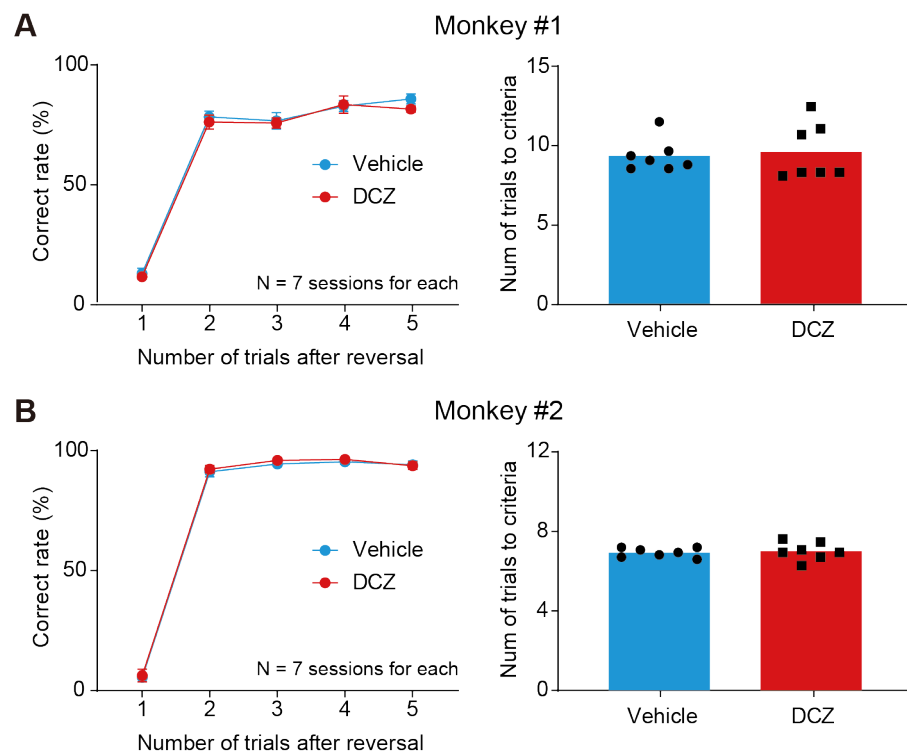 A
Monkey #1
100
50
0
Correct rate (%)
Vehicle
DCZ
N = 7 sessions for each
1 2 3 4 5
Number of trials after reversal
15
10
5
0
Num of trials to criteria
Vehicle DCZ
B
Monkey #2
100
50
0
Correct rate (%)
Vehicle
DCZ
N = 7 sessions for each
1 2 3 4 5
Number of trials after reversal
12
8
4
0
Num of trials to criteria
Vehicle DCZ